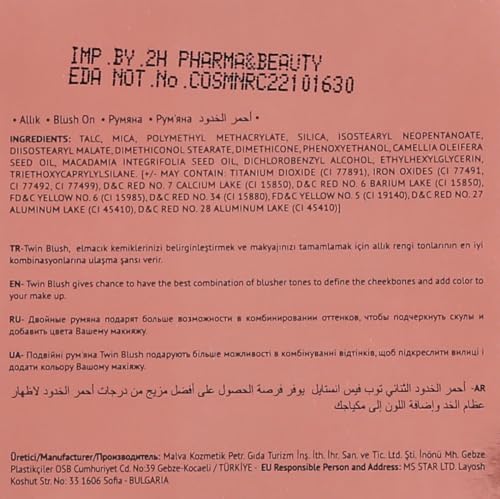 IMP.BY.2H PHARMA&BEAUTY
EDA NOT.No.COSMNRC22101630
• Allık • Blush On • Румяна • Рум'яна • أحمر الخدود
INGREDIENTS: TALC, MICA, POLYMETHYL METHACRYLATE, SILICA, ISOSTEARYL NEOPENTANOATE,
DIISOSTEARYL MALATE, DIMETHICONOL STEARATE, DIMETHICONE, PHENOXYETHANOL, CAMELLIA OLEIFERA
SEED OIL, MACADAMIA INTEGRIFOLIA SEED OIL, DICHLOROBENZYL ALCOHOL, ETHYLHEXYLGLYCERIN,
TRIETHOXYCAPRYLYLSILANE. [+/- MAY CONTAIN: TITANIUM DIOXIDE (CI 77891), IRON OXIDES (CI 77491,
CI 77492, CI 77499), D&C RED NO. 7 CALCIUM LAKE (CI 15850), D&C RED NO. 6 BARIUM LAKE (CI 15850),
FD&C YELLOW NO. 6 (CI 15985), D&C RED NO. 34 (CI 15880), FD&C YELLOW NO. 5 (CI 19140), D&C RED NO. 27
ALUMINUM LAKE (CI 45410), D&C RED NO. 28 ALUMINUM LAKE (CI 45410)]
TR-Twin Blush, elmacık kemiklerinizi belirginleştirmek ve makyajınızı tamamlamak için allık rengi tonlarının en iyi
kombinasyonlarına ulaşma şansı verir.
EN- Twin Blush gives chance to have the best combination of blusher tones to define the cheekbones and add color to
your make up.
RU- Двойные румяна подарят больше возможности в комбинировании оттенков, чтобы подчеркнуть скулы и
добавить цвета Вашему макияжу.
UA- Подвійні рум'яна Twin Blush подарують більше можливості в комбінуванні відтінків, щоб підкреслити вилиці і
додати кольору Вашому макіяжу.
AR- أحمر الخدود الثنائي توب فيس انستايل يوفر فرصة الحصول على أفضل مزيج من درجات أحمر الخدود لاظهار
عظام الخد وإضافة اللون إلى مكياجك
Üretici/Manufacturer/Производитель: Malva Kozmetik Petr. Gıda Turizm İnş. İth. İhr. San. ve Tic. Ltd. Şti. İnönü Mh. Gebze
Plastikçiler OSB Cumhuriyet Cd. No:39 Gebze-Kocaeli / TÜRKİYE - EU Responsible Person and Address: MS STAR LTD. Layosh
Koshut Str. No: 33 1606 Sofia - BULGARIA